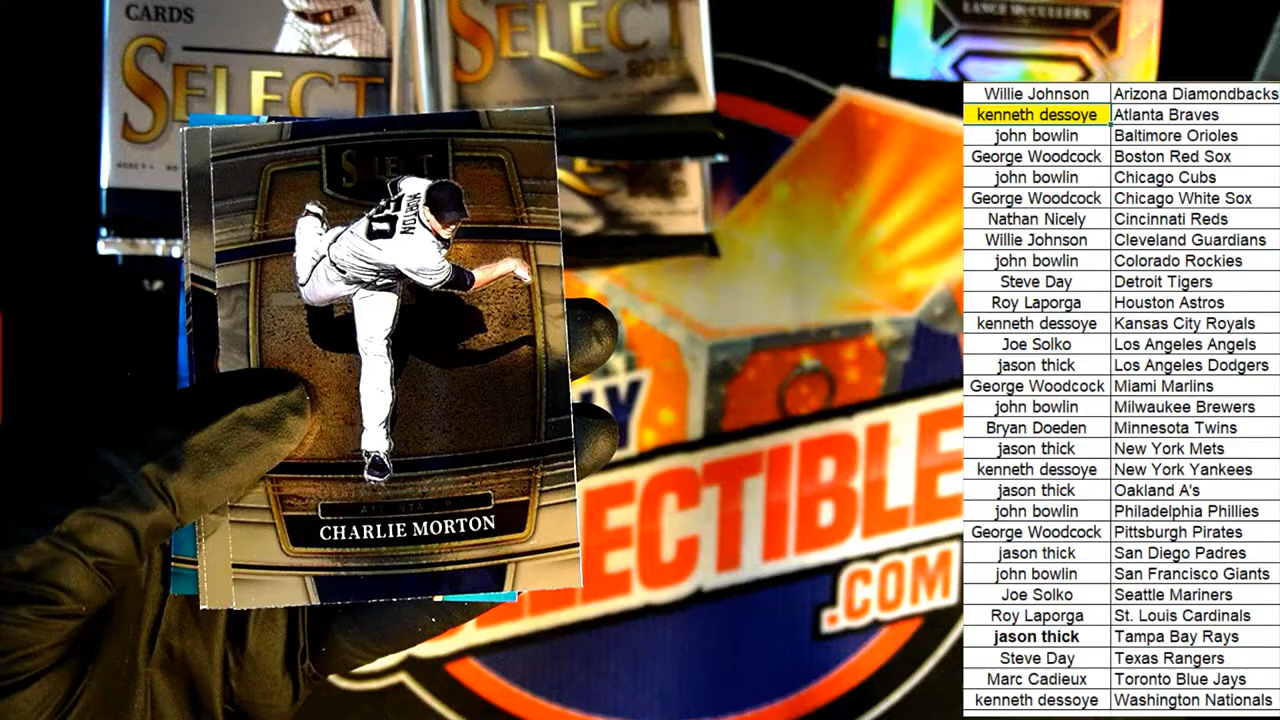 CARDS
SELECT
SELECT
LANCE MCCULLERS
SELECT
MORTON
50
ATLANTA
CHARLIE MORTON
ECTIBLE
.COM
Willie Johnson Arizona Diamondbacks
kenneth dessoye Atlanta Braves
john bowlin Baltimore Orioles
George Woodcock Boston Red Sox
john bowlin Chicago Cubs
George Woodcock Chicago White Sox
Nathan Nicely Cincinnati Reds
Willie Johnson Cleveland Guardians
john bowlin Colorado Rockies
Steve Day Detroit Tigers
Roy Laporga Houston Astros
kenneth dessoye Kansas City Royals
Joe Solko Los Angeles Angels
jason thick Los Angeles Dodgers
George Woodcock Miami Marlins
john bowlin Milwaukee Brewers
Bryan Doeden Minnesota Twins
jason thick New York Mets
kenneth dessoye New York Yankees
jason thick Oakland A's
john bowlin Philadelphia Phillies
George Woodcock Pittsburgh Pirates
jason thick San Diego Padres
john bowlin San Francisco Giants
Joe Solko Seattle Mariners
Roy Laporga St. Louis Cardinals
jason thick Tampa Bay Rays
Steve Day Texas Rangers
Marc Cadieux Toronto Blue Jays
kenneth dessoye Washington Nationals